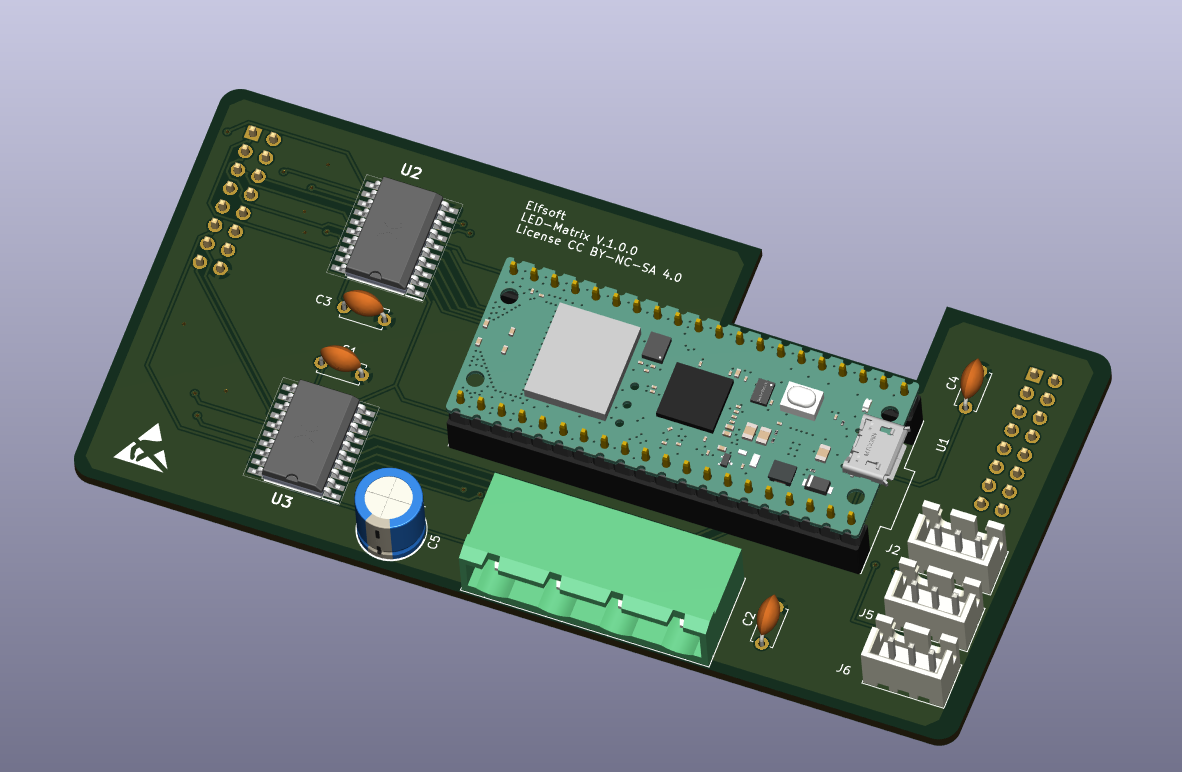 U2
Elfsoft
LED-Matrix V.1.0.0
License CC BY-NC-SA 4.0
C3
C4
U1
U3
C5
J2
C2
J5
J6